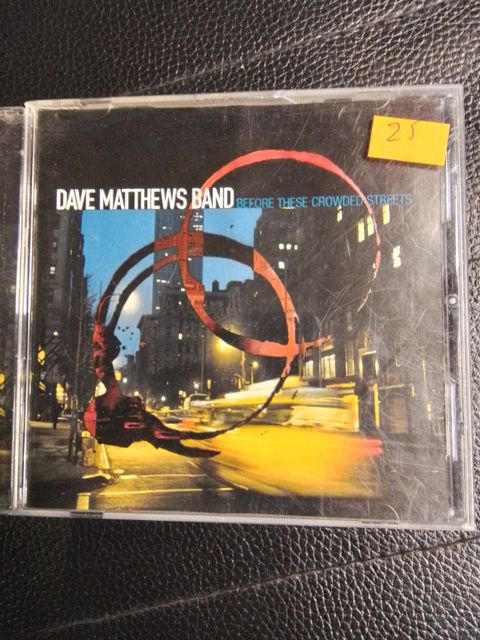 25
DAVE MATTHEWS BAND BEFORE THESE CROWDED STREETS